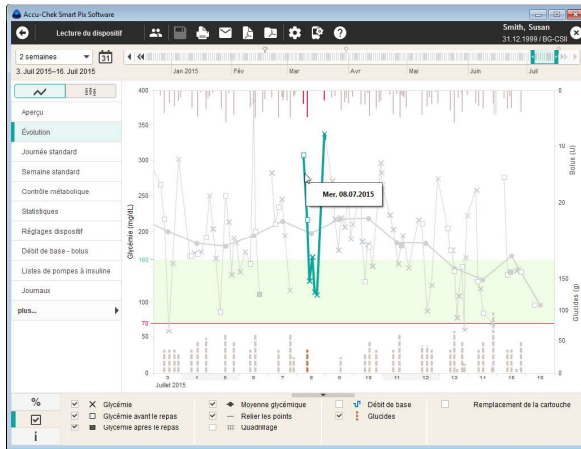 Accu-Chek Smart Pix Software
Lecture du dispositif
Smith, Susan
31.12.1999 / BG-CSII
2 semaines
31
3. Juil 2015–16. Juil 2015
Jan 2015 Fév Mar Avr Mai Juin Juil
Aperçu
Évolution
Journée standard
Semaine standard
Contrôle métabolique
Statistiques
Réglages dispositif
Débit de base - bolus
Listes de pompes à insuline
Journaux
plus...
Glycémie (mg/dL)
400
350
300
250
200
160
100
70
50
0
Mer, 08.07.2015
0
10
20
Bolus (U)
150
100
50
0
Glucides (g)
3 4 5 6 7 8 9 10 11 12 13 14 15 16
Juillet 2015
%
i
Glycémie
Glycémie avant le repas
Glycémie après le repas
Moyenne glycémique
Relier les points
Quadrillage
Débit de base
Glucides
Remplacement de la cartouche